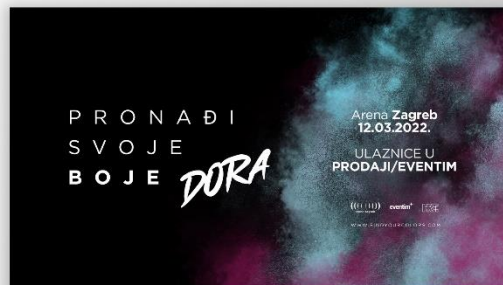 PRONAĐI
SVOJE
BOJE DORA
Arena Zagreb
12.03.2022.
ULAZNICE U
PRODAJI/EVENTIM
eventim